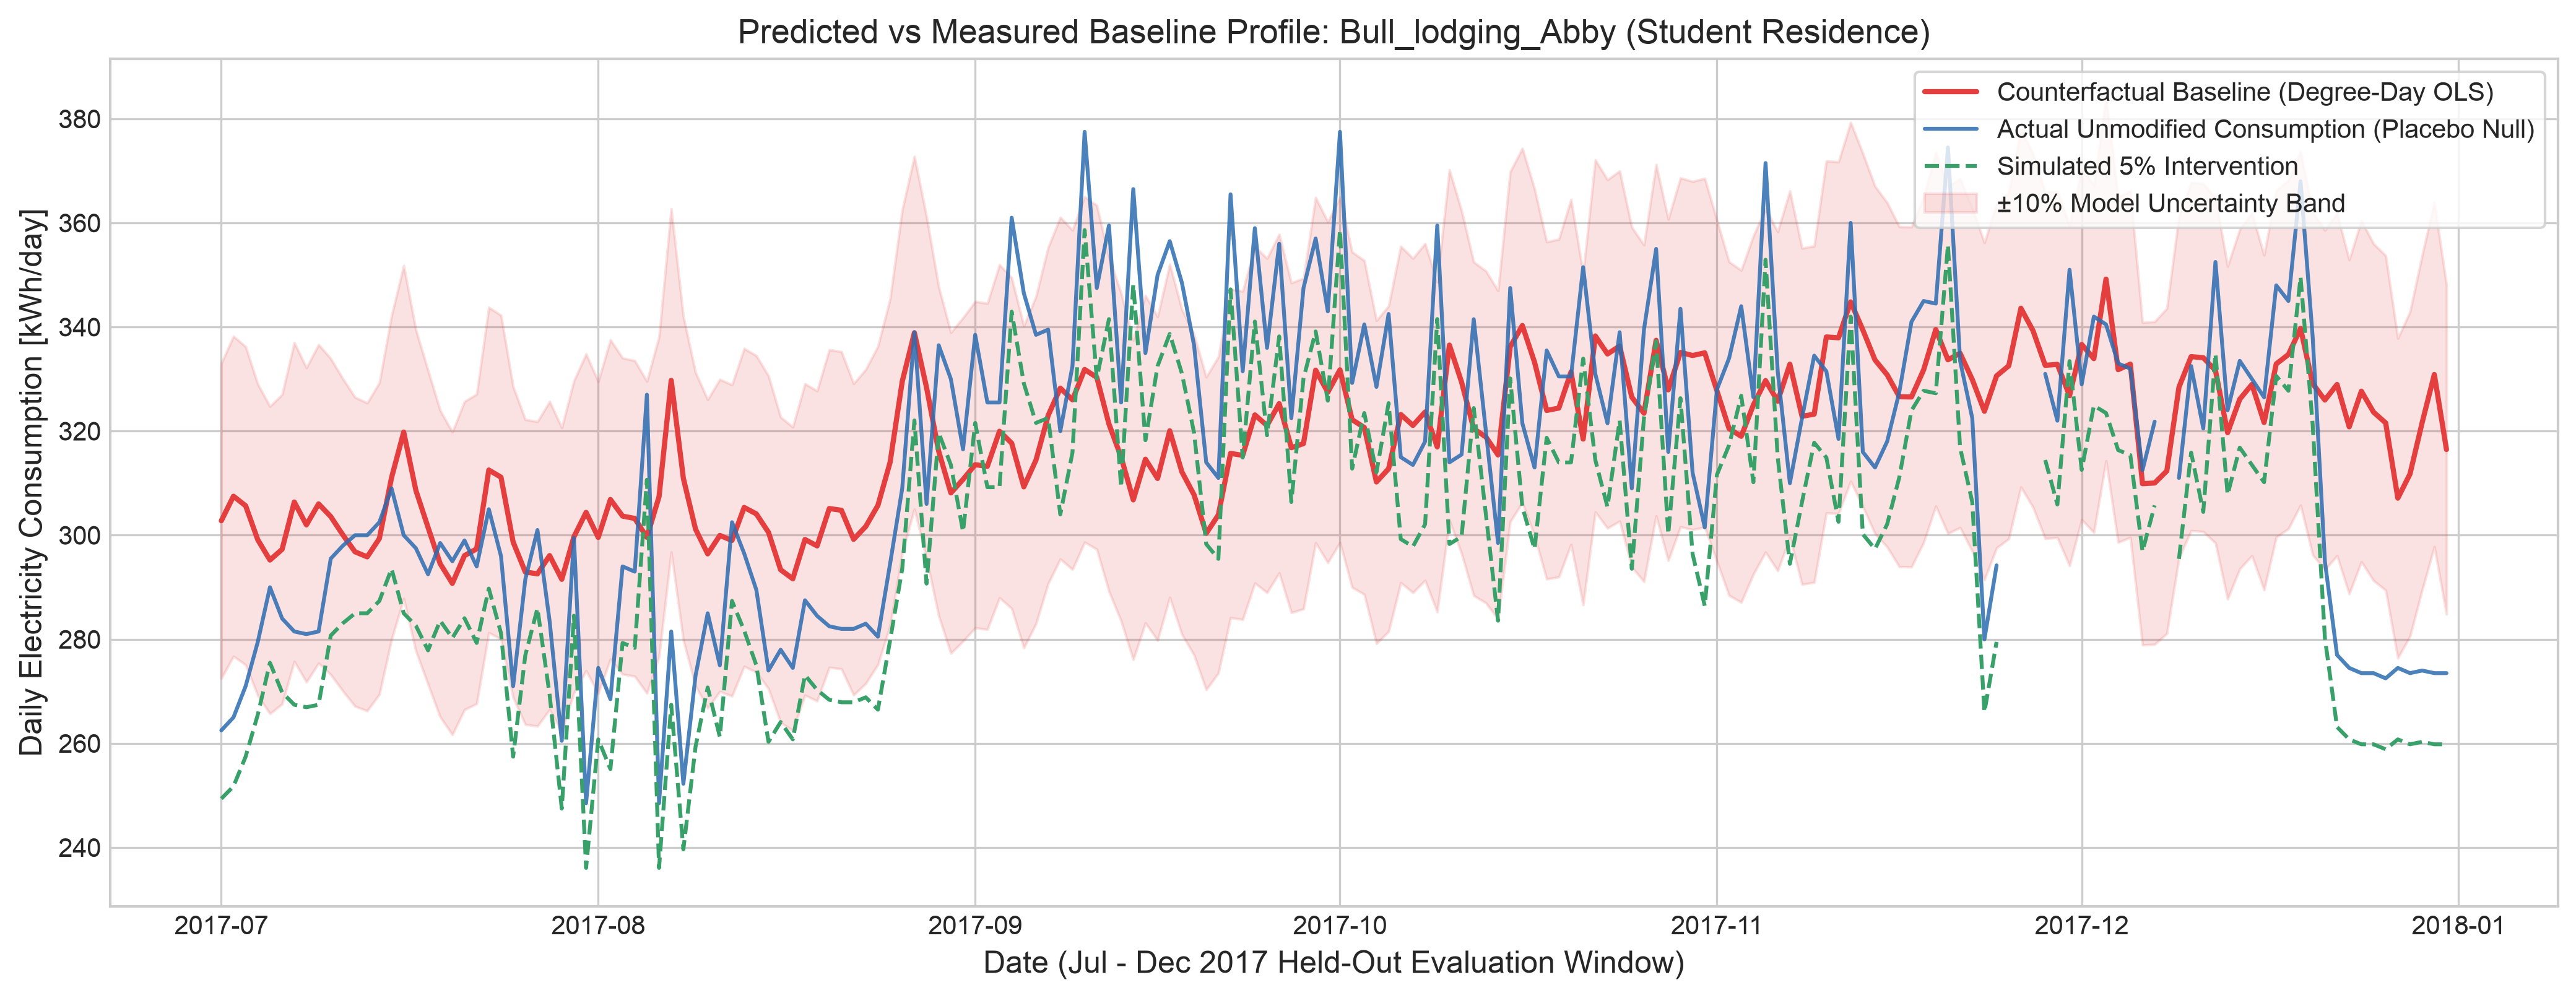 Predicted vs Measured Baseline Profile: Bull_lodging_Abby (Student Residence)
Counterfactual Baseline (Degree-Day OLS)
Actual Unmodified Consumption (Placebo Null)
Simulated 5% Intervention
±10% Model Uncertainty Band
Daily Electricity Consumption [kWh/day]
380
360
340
320
300
280
260
240
2017-07
2017-08
2017-09
2017-10
2017-11
2017-12
2018-01
Date (Jul - Dec 2017 Held-Out Evaluation Window)